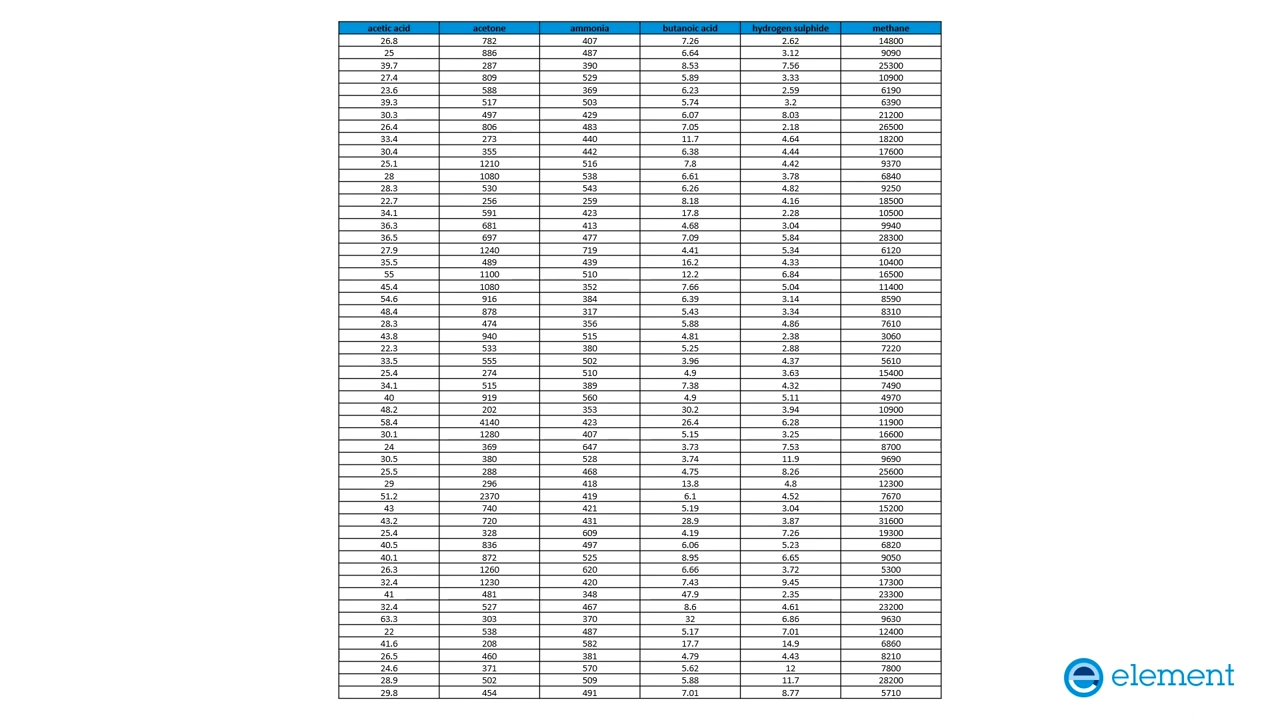 acetic acid acetone ammonia butanoic acid hydrogen sulphide methane
26.8 782 407 7.26 2.62 14800
25 886 487 6.64 3.12 9090
39.7 287 390 8.53 7.56 25300
27.4 809 529 5.89 3.33 10900
23.6 588 369 6.23 2.59 6190
39.3 517 503 5.74 3.2 6390
30.3 497 429 6.07 8.03 21200
26.4 806 483 7.05 2.18 26500
33.4 273 440 11.7 4.64 18200
30.4 355 442 6.38 4.44 17600
25.1 1210 516 7.8 4.42 9370
28 1080 538 6.61 3.78 6840
28.3 530 543 6.26 4.82 9250
22.7 256 259 8.18 4.16 18500
34.1 591 423 17.8 2.28 10500
36.3 681 413 4.68 3.04 9940
36.5 697 477 7.09 5.84 28300
27.9 1240 719 4.41 5.34 6120
35.5 489 439 16.2 4.33 10400
55 1100 510 12.2 6.84 16500
45.4 1080 352 7.66 5.04 11400
54.6 916 384 6.39 3.14 8590
48.4 878 317 5.43 3.34 8310
28.3 474 356 5.88 4.86 7610
43.8 940 515 4.81 2.38 3060
22.3 533 380 5.25 2.88 7220
33.5 555 502 3.96 4.37 5610
25.4 274 510 4.9 3.63 15400
34.1 515 389 7.38 4.32 7490
40 919 560 4.9 5.11 4970
48.2 202 353 30.2 3.94 10900
58.4 4140 423 26.4 6.28 11900
30.1 1280 407 5.15 3.25 16600
24 369 647 3.73 7.53 8700
30.5 380 528 3.74 11.9 9690
25.5 288 468 4.75 8.26 25600
29 296 418 13.8 4.8 12300
51.2 2370 419 6.1 4.52 7670
43 740 421 5.19 3.04 15200
43.2 720 431 28.9 3.87 31600
25.4 328 609 4.19 7.26 19300
40.5 836 497 6.06 5.23 6820
40.1 872 525 8.95 6.65 9050
26.3 1260 620 6.66 3.72 5300
32.4 1230 420 7.43 9.45 17300
41 481 348 47.9 2.35 23300
32.4 527 467 8.6 4.61 23200
63.3 303 370 32 6.86 9630
22 538 487 5.17 7.01 12400
41.6 208 582 17.7 14.9 6860
26.5 460 381 4.79 4.43 8210
24.6 371 570 5.62 12 7800
28.9 502 509 5.88 11.7 28200
29.8 454 491 7.01 8.77 5710
element